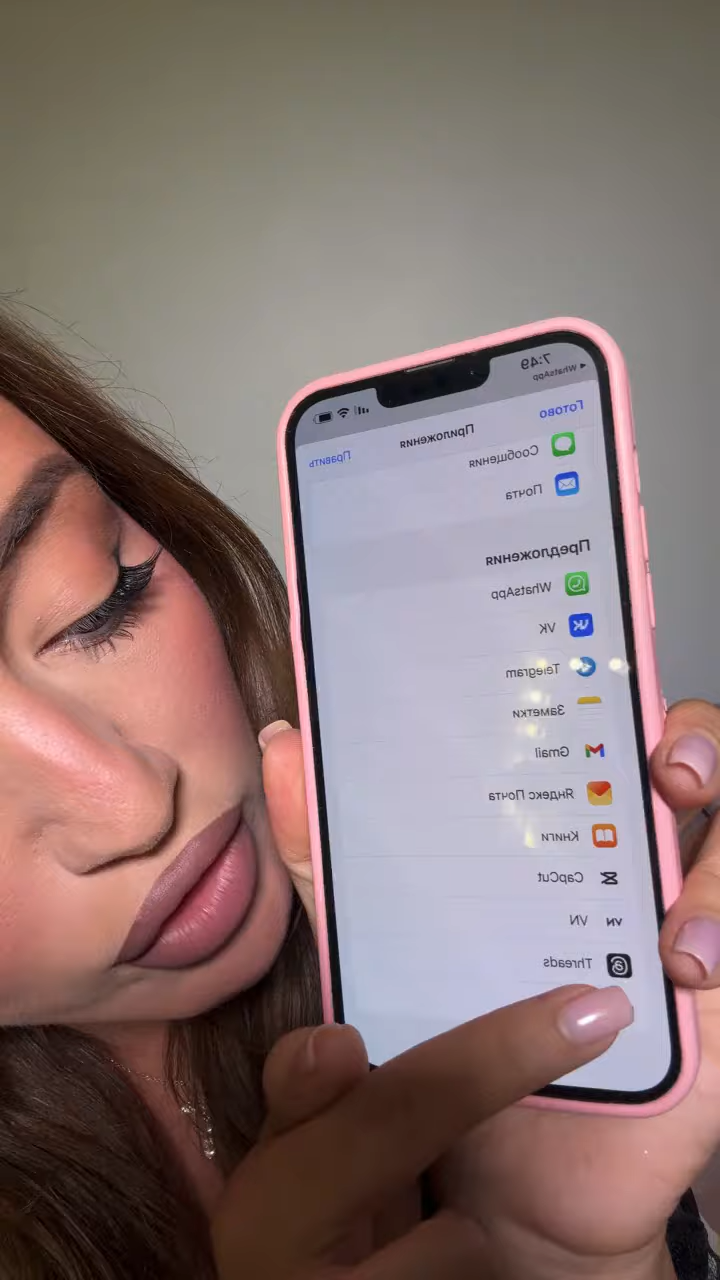 7:49
◀ WhatsApp
Готово Приложения Править
Сообщения
Почта
Предложения
WhatsApp
VK
Telegram
Заметки
Gmail
Яндекс Почта
Книги
CapCut
VN VN
Threads